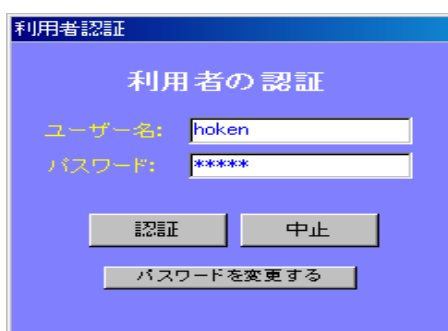 利用者認証
利用者の認証
ユーザー名: hoken
パスワード: *****
認証 中止
パスワードを変更する